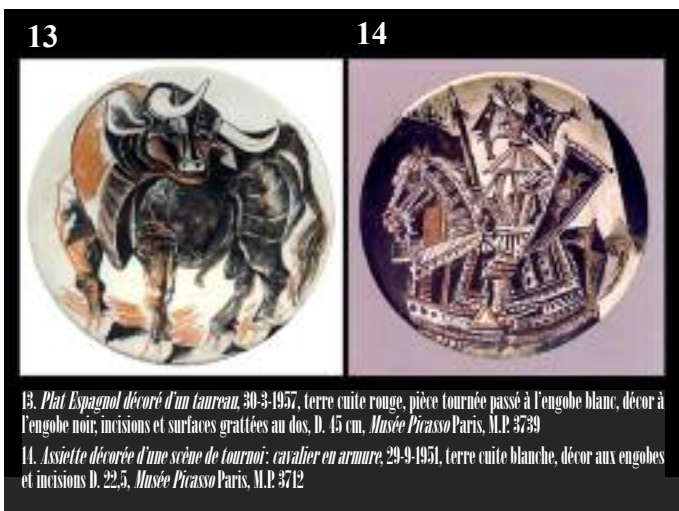 13
14
13. Plat Espagnol décoré d'un taureau, 30-3-1957, terre cuite rouge, pièce tournée passé à l'engobe blanc, décor à
l'engobe noir, incisions et surfaces grattées au dos, D. 45 cm, Musée Picasso Paris, M.P. 3739
14. Assiette décorée d'une scène de tournoi : cavalier en armure, 29-9-1951, terre cuite blanche, décor aux engobes
et incisions D. 22,5, Musée Picasso Paris, M.P. 3712